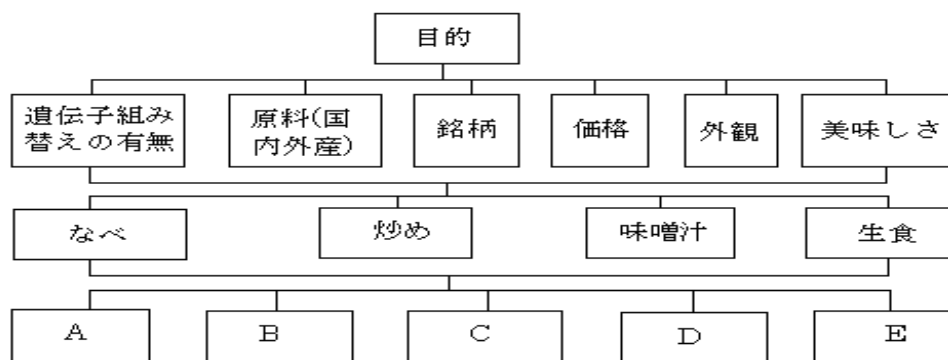 目的
遺伝子組み
替えの有無
原料(国
内外産)
銘柄
価格
外観
美味しさ
なべ
炒め
味噌汁
生食
A
B
C
D
E